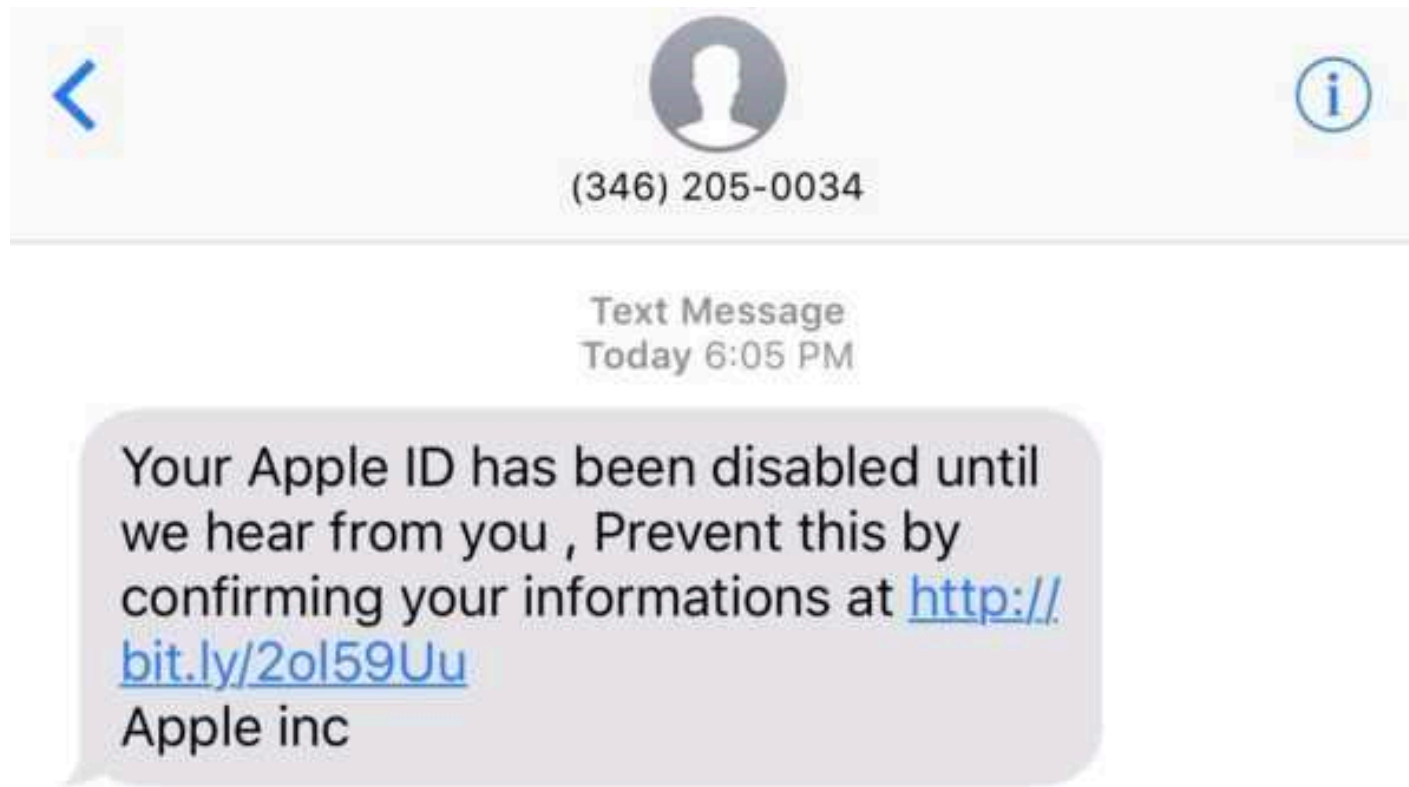 (346) 205-0034
Text Message
Today 6:05 PM
Your Apple ID has been disabled until
we hear from you , Prevent this by
confirming your informations at http://
bit.ly/2ol59Uu
Apple inc